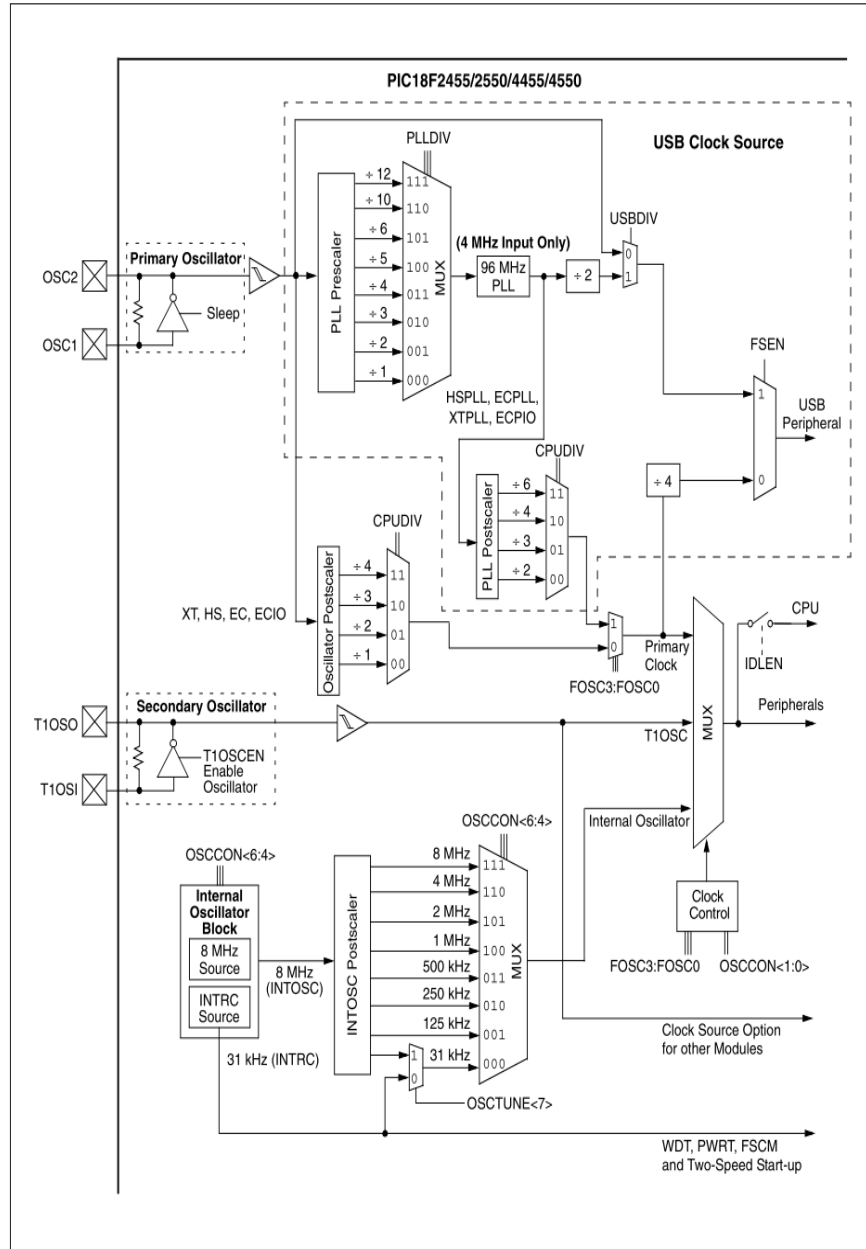 PIC18F2455/2550/4455/4550
USB Clock Source
PLLDIV
÷ 12
111
÷ 10
110
÷ 6
101
÷ 5
100
÷ 4
011
÷ 3
010
÷ 2
001
÷ 1
000
PLL Prescaler
MUX
(4 MHz Input Only)
96 MHz
PLL
÷ 2
USBDIV
0
1
Primary Oscillator
OSC2
Sleep
OSC1
FSEN
1
USB
Peripheral
0
÷ 4
HSPLL, ECPLL,
XTPLL, ECPIO
CPUDIV
÷ 6
11
÷ 4
10
÷ 3
01
÷ 2
00
PLL Postscaler
CPUDIV
÷ 4
11
÷ 3
10
÷ 2
01
÷ 1
00
Oscillator Postscaler
XT, HS, EC, ECIO
1
0
Primary
Clock
FOSC3:FOSC0
CPU
IDLEN
Peripherals
MUX
Secondary Oscillator
T1OSO
T1OSCEN
Enable
Oscillator
T1OSI
T1OSC
Internal Oscillator
OSCCON<6:4>
OSCCON<6:4>
Internal
Oscillator
Block
8 MHz
Source
INTRC
Source
8 MHz
(INTOSC)
31 kHz (INTRC)
INTOSC Postscaler
8 MHz
111
4 MHz
110
2 MHz
101
1 MHz
100
500 kHz
011
250 kHz
010
125 kHz
001
1
0
31 kHz
000
MUX
OSCTUNE<7>
Clock
Control
FOSC3:FOSC0
OSCCON<1:0>
Clock Source Option
for other Modules
WDT, PWRT, FSCM
and Two-Speed Start-up